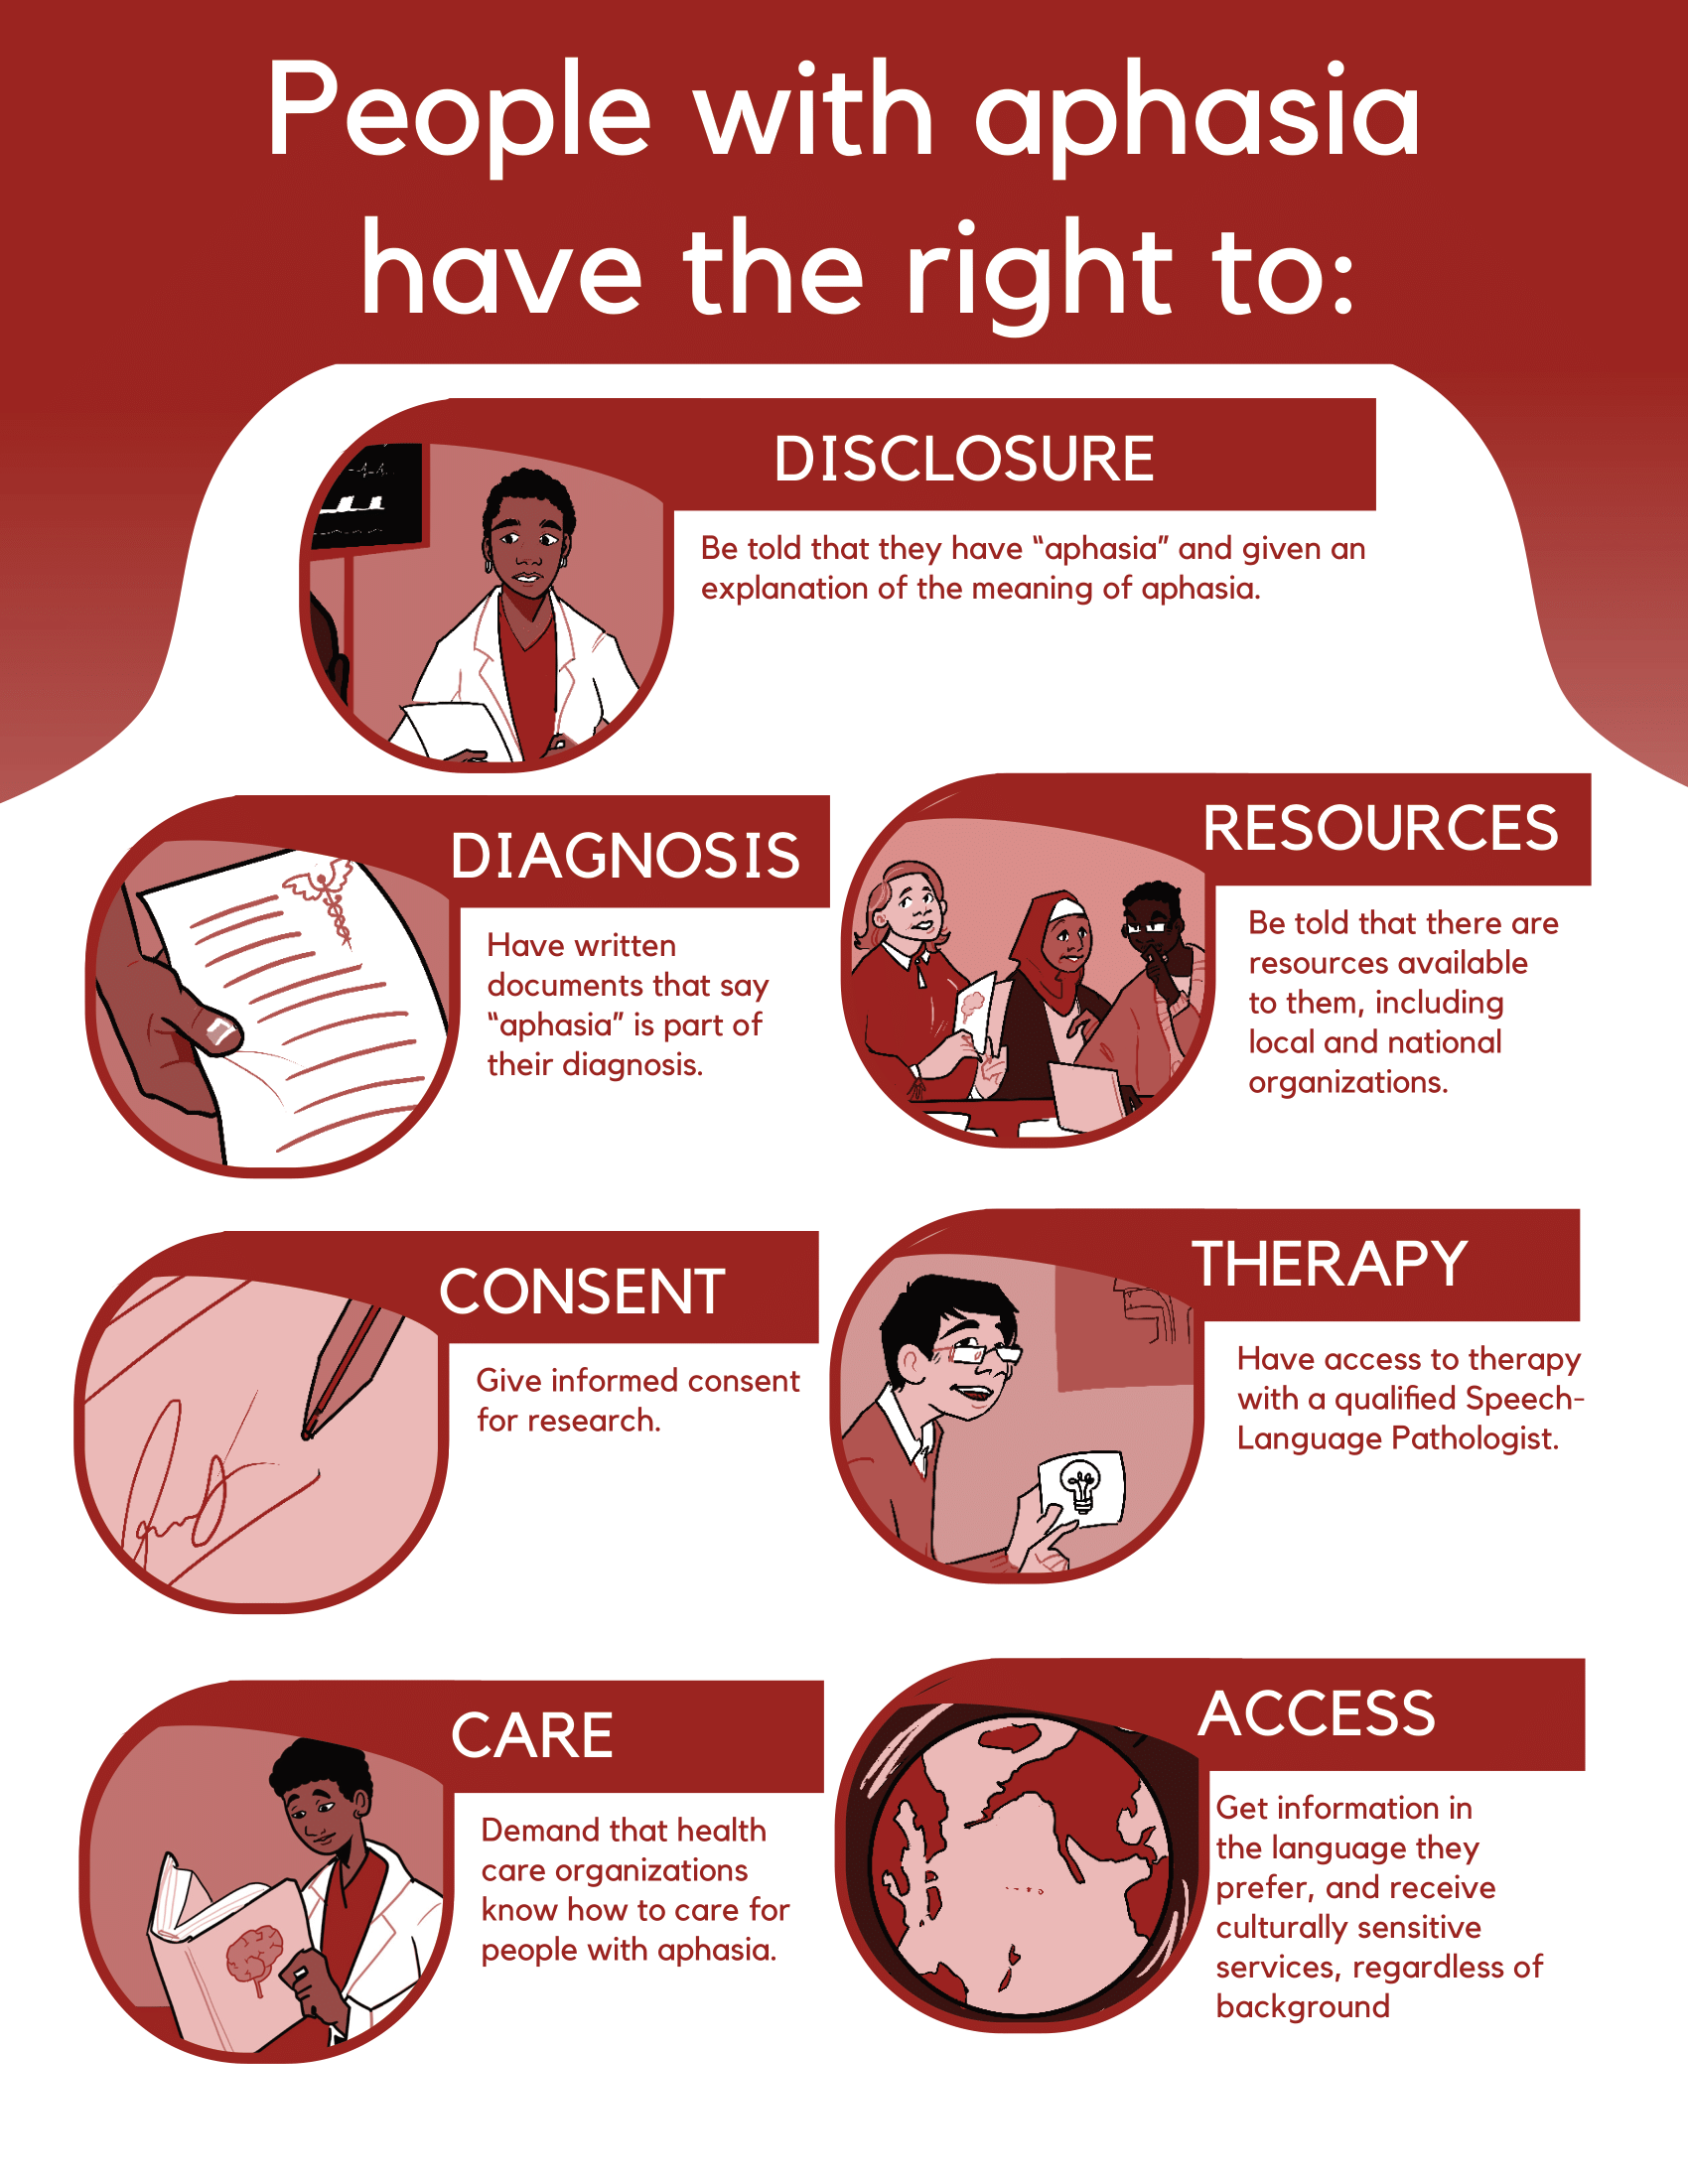 People with aphasia
have the right to:
DISCLOSURE
Be told that they have “aphasia” and given an
explanation of the meaning of aphasia.
DIAGNOSIS
Have written
documents that say
“aphasia” is part of
their diagnosis.
RESOURCES
Be told that there are
resources available
to them, including
local and national
organizations.
CONSENT
Give informed consent
for research.
THERAPY
Have access to therapy
with a qualified Speech-
Language Pathologist.
CARE
Demand that health
care organizations
know how to care for
people with aphasia.
ACCESS
Get information in
the language they
prefer, and receive
culturally sensitive
services, regardless of
background